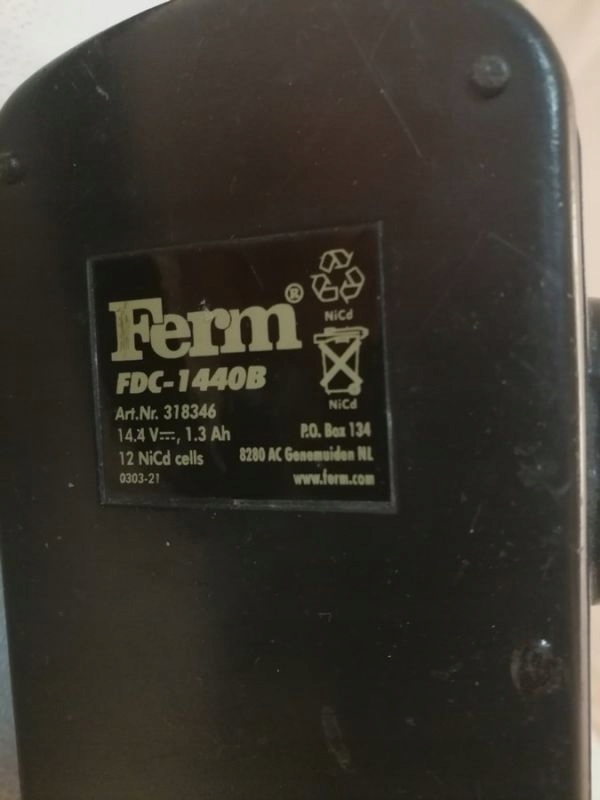 Ferm®
NiCd
FDC-1440B
NiCd
Art.Nr. 318346
14.4 V⎓, 1.3 Ah
12 NiCd cells
0303-21
P.O. Box 134
8280 AC Genemuiden NL
www.ferm.com